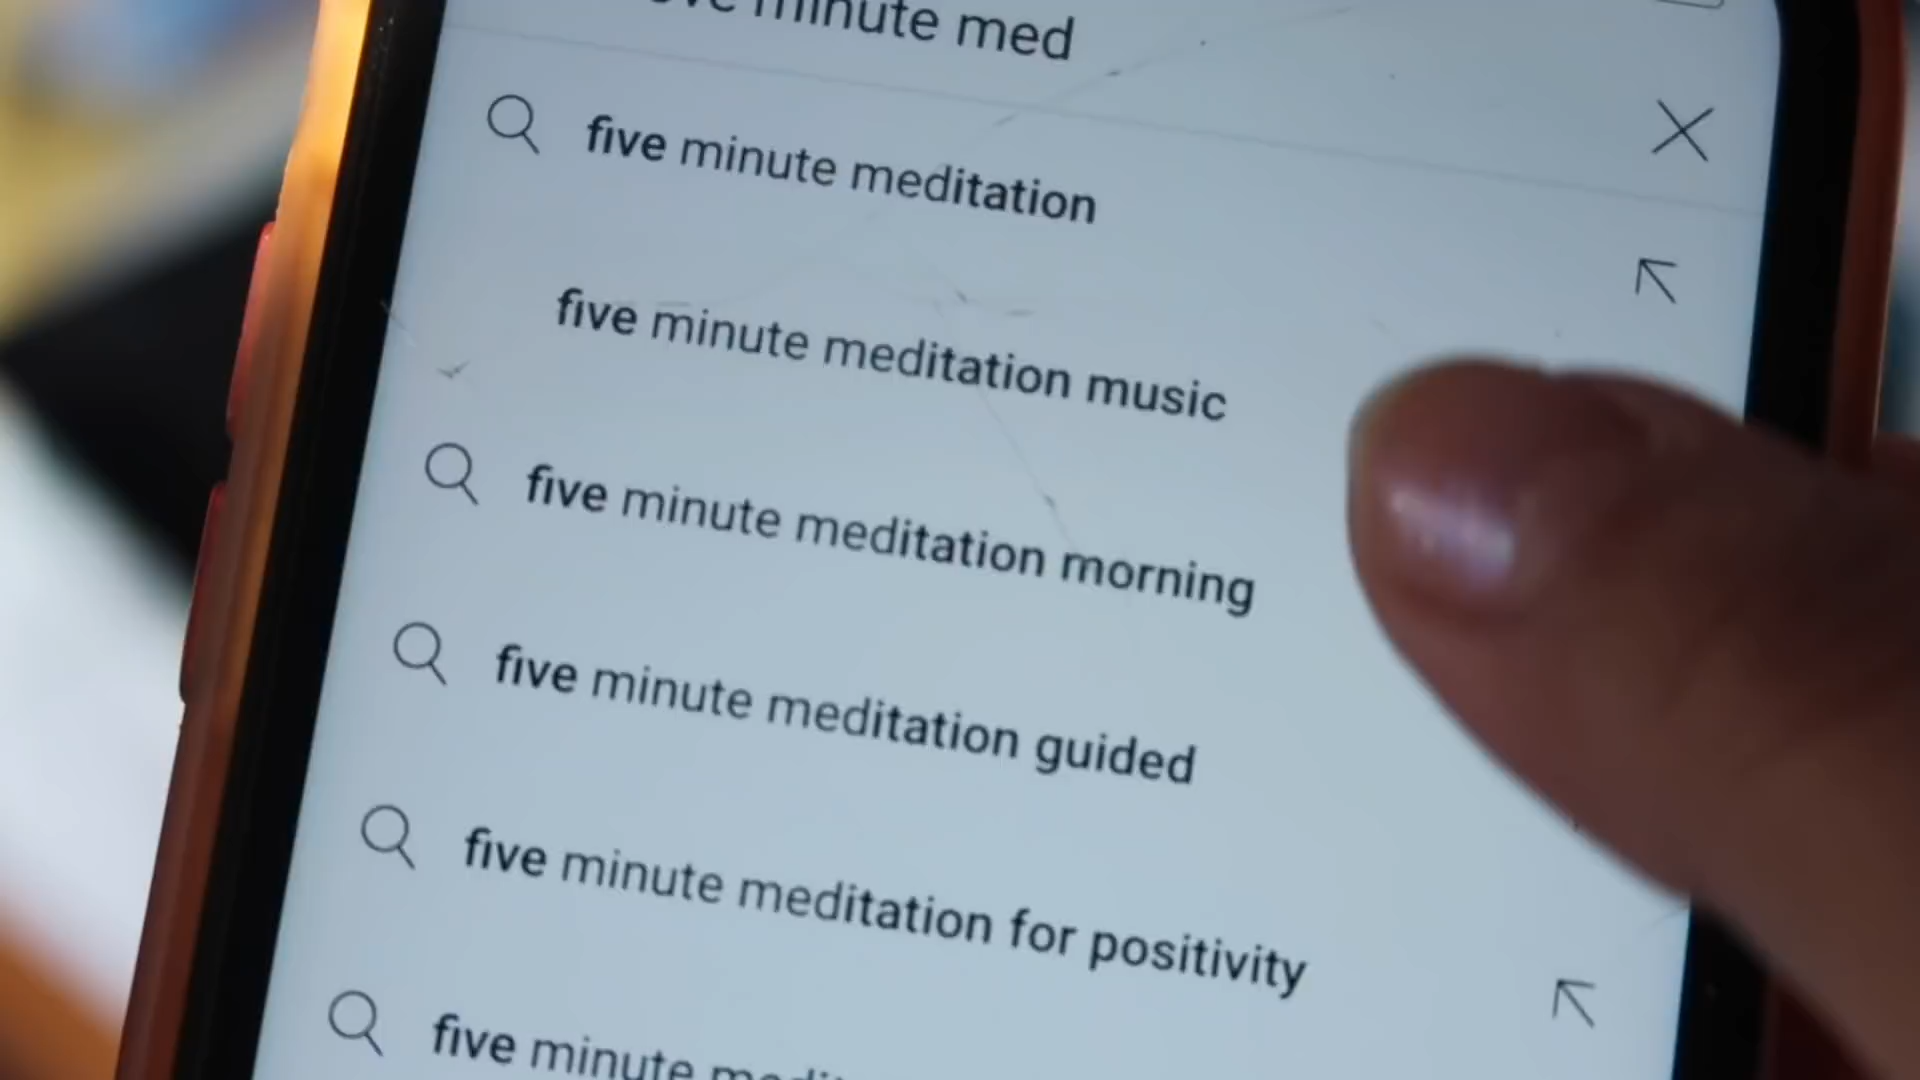 minute med
five minute meditation
five minute meditation music
five minute meditation morning
five minute meditation guided
five minute meditation for positivity
five minute